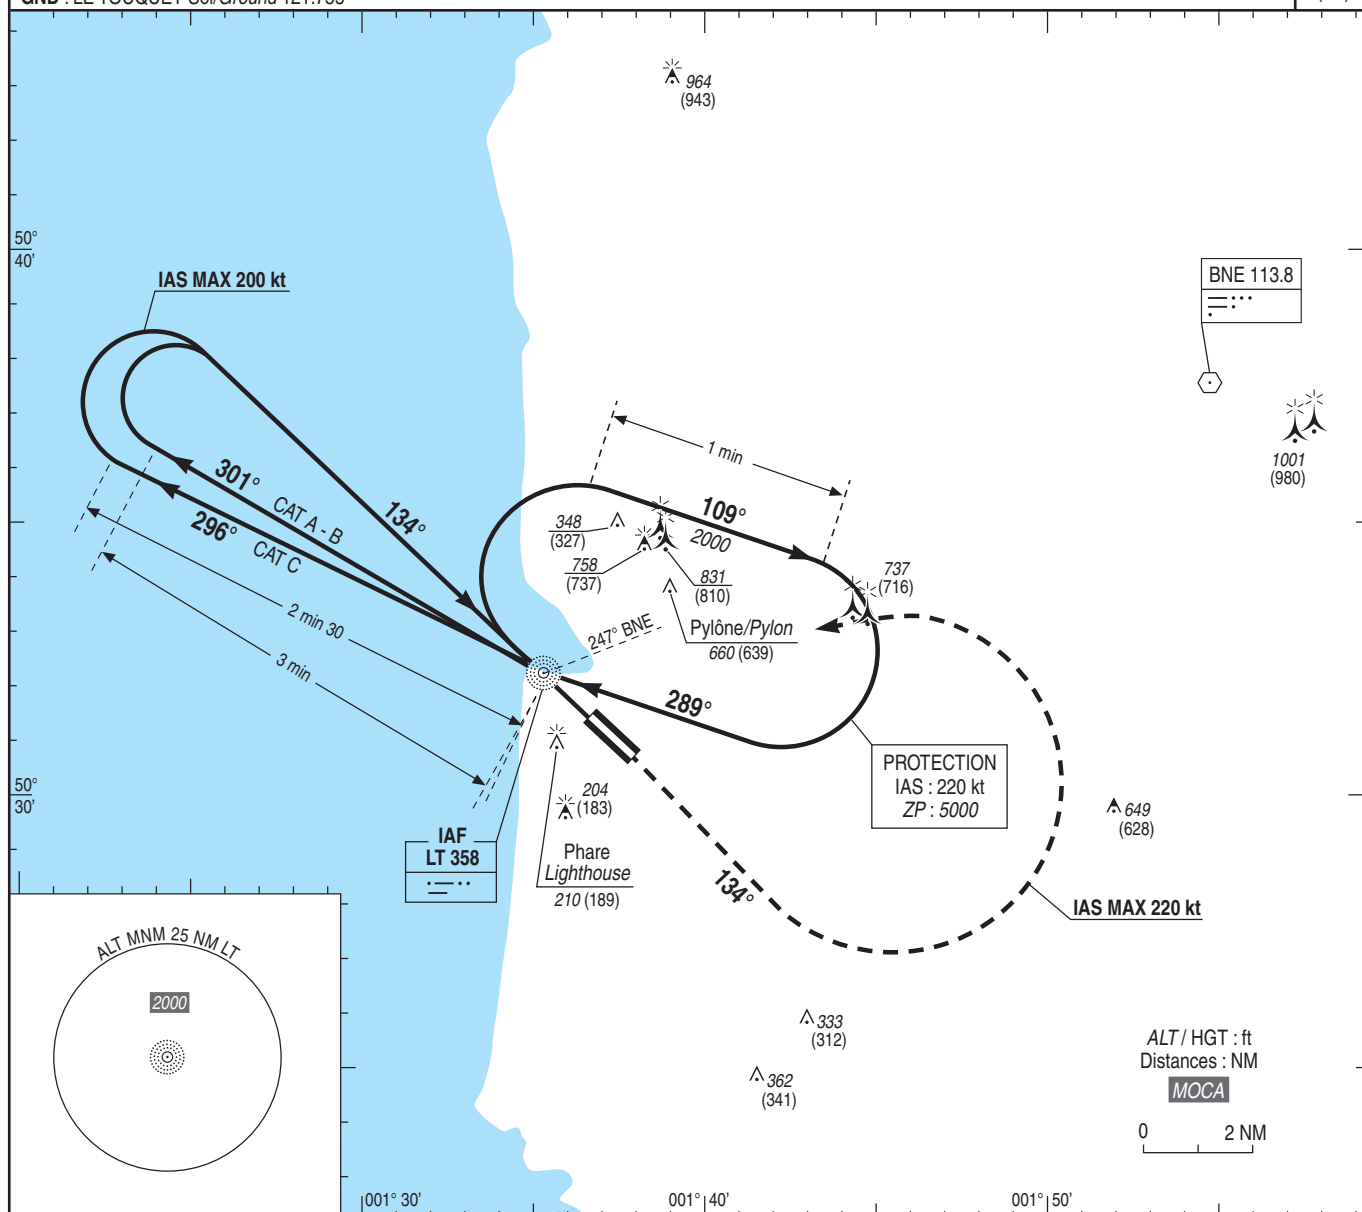 964
(943)
50°
40'
IAS MAX 200 kt
BNE 113.8
1001
(980)
1 min
301° CAT A - B
296° CAT C
134°
109°
2000
348
(327)
758
(737)
831
(810)
737
(716)
Pylône/Pylon
660 (639)
247° BNE
2 min 30
3 min
289°
PROTECTION
IAS : 220 kt
ZP : 5000
50°
30'
204
(183)
649
(628)
IAF
LT 358
Phare
Lighthouse
210 (189)
134°
IAS MAX 220 kt
ALT MNM 25 NM LT
2000
333
(312)
362
(341)
ALT / HGT : ft
Distances : NM
MOCA
0 2 NM
001° 30'
001° 40'
001° 50'